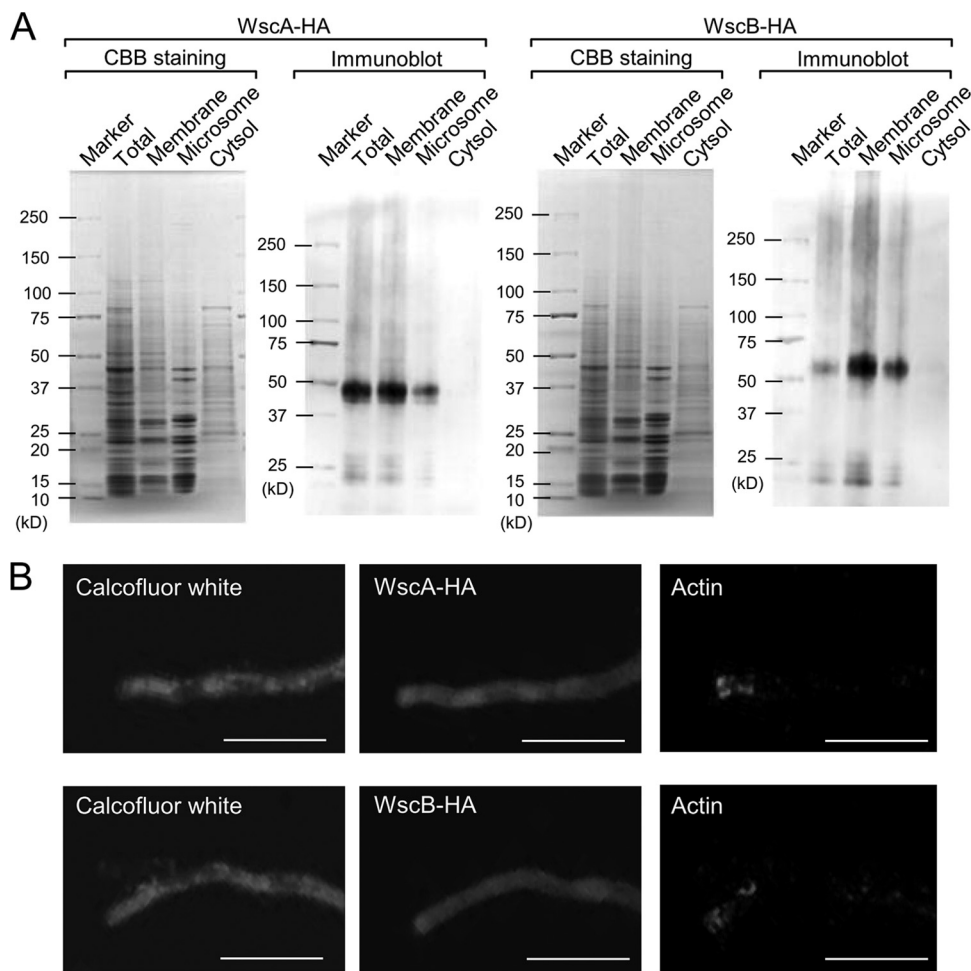 A
WscA-HA
WscB-HA
CBB staining
Immunoblot
CBB staining
Immunoblot
Marker
Total
Membrane
Microsome
Cytsol
Marker
Total
Membrane
Microsome
Cytsol
Marker
Total
Membrane
Microsome
Cytsol
Marker
Total
Membrane
Microsome
Cytsol
250
150
100
75
50
37
25
20
15
10
(kD)
250
150
100
75
50
37
25
(kD)
250
150
100
75
50
37
25
20
15
10
(kD)
250
150
100
75
50
37
25
(kD)
B
Calcofluor white
WscA-HA
Actin
Calcofluor white
WscB-HA
Actin